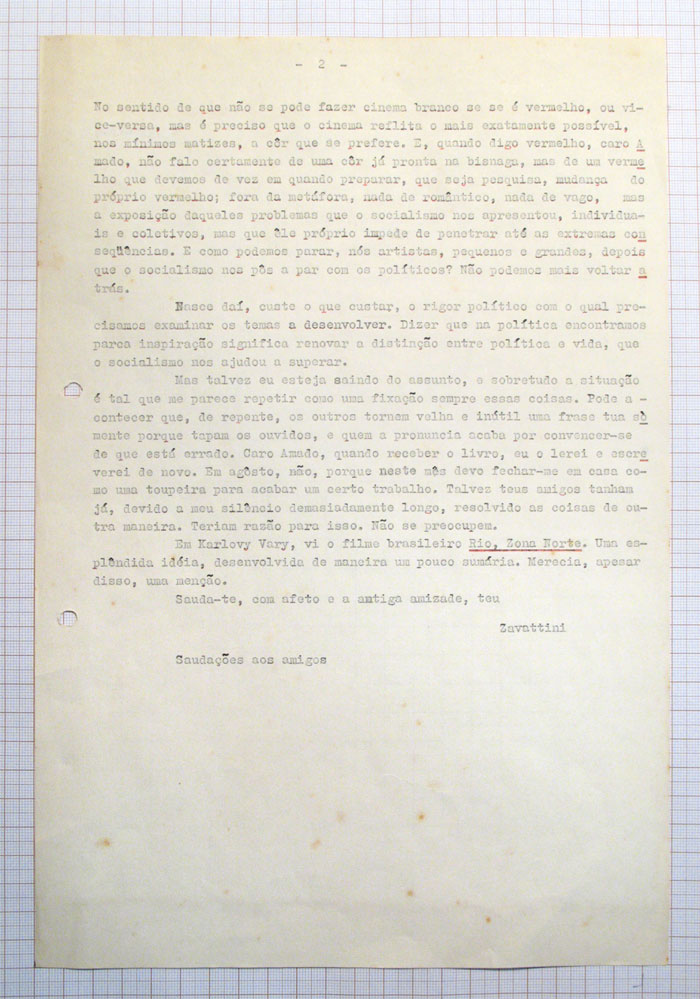 - 2 -
No sentido de que não se pode fazer cinema branco se se é vermelho, ou vi-
ce-versa, mas é preciso que o cinema reflita o mais exatamente possível,
nos mínimos matizes, a côr que se prefere. E, quando digo vermelho, caro A
mado, não falo certamente de uma côr já pronta na bisnaga, mas de um verme
lho que devemos de vez em quando preparar, que seja pesquisa, mudança do
próprio vermelho; fora da metáfora, nada de romântico, nada de vago, mas
a exposição daqueles problemas que o socialismo nos apresentou, individua-
is e coletivos, mas que êle próprio impede de penetrar até as extremas con
seqüências. E como podemos parar, nós artistas, pequenos e grandes, depois
que o socialismo nos pôs a par com os políticos? Não podemos mais voltar a
trás.
Nasce daí, custe o que custar, o rigor político com o qual pre-
cisamos examinar os temas a desenvolver. Dizer que na política encontramos
parca inspiração significa renovar a distinção entre política e vida, que
o socialismo nos ajudou a superar.
Mas talvez eu esteja saindo do assunto, e sobretudo a situação
é tal que me parece repetir como uma fixação sempre essas coisas. Pode a-
contecer que, de repente, os outros tornem velha e inútil uma frase tua sò
mente porque tapam os ouvidos, e quem a pronuncia acaba por convencer-se
de que está errado. Caro Amado, quando receber o livro, eu o lerei e escre
verei de novo. Em agôsto, não, porque neste mês devo fechar-me em casa co-
mo uma toupeira para acabar um certo trabalho. Talvez teus amigos tenham
já, devido a meu silêncio demasiadamente longo, resolvido as coisas de ou-
tra maneira. Teriam razão para isso. Não se preocupem.
Em Karlovy Vary, vi o filme brasileiro Rio, Zona Norte. Uma es-
plêndida idéia, desenvolvida de maneira um pouco sumária. Merecia, apesar
disso, uma menção.
Sauda-te, com afeto e a antiga amizade, teu
Zavattini
Saudações aos amigos